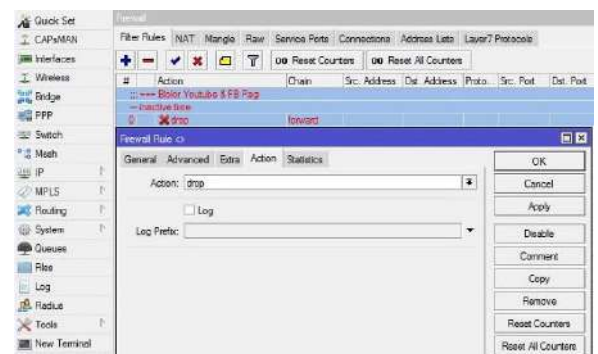 Quick Set
CAPsMAN
Interfaces
Wireless
Bridge
PPP
Switch
Mesh
IP
MPLS
Routing
System
Queues
Files
Log
Radius
Tools
New Terminal
Firewall
Filter Rules NAT Mangle Raw Service Ports Connections Address Lists Layer7 Protocols
00 Reset Counters 00 Reset All Counters
# Action Chain Src. Address Dst. Address Proto... Src. Port Dst. Port
::: --- Blokir Youtube & FB Pagi
-- inactive time
0 drop forward
Firewall Rule <>
General Advanced Extra Action Statistics
Action: drop
Log
Log Prefix:
OK
Cancel
Apply
Disable
Comment
Copy
Remove
Reset Counters
Reset All Counters